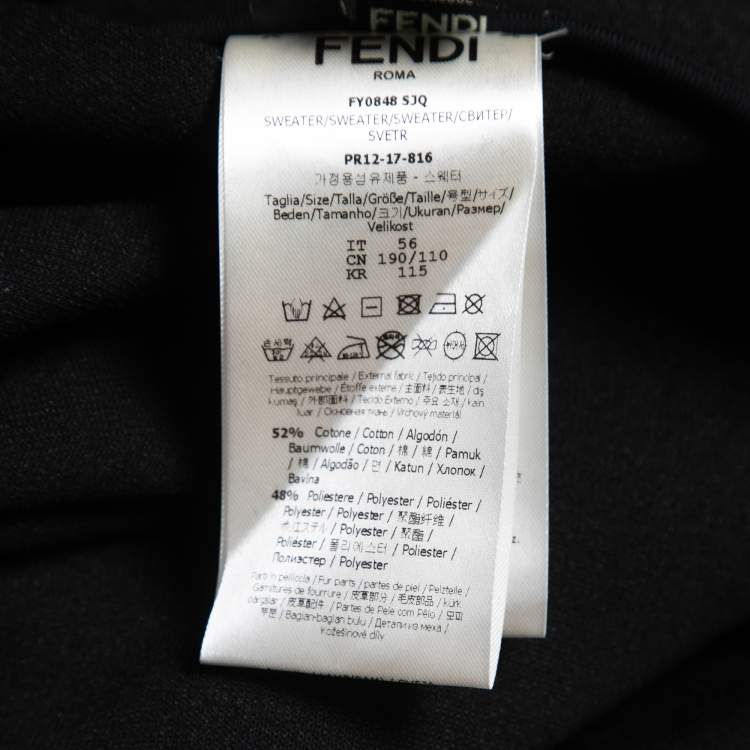 FENDI
FENDI
ROMA
FY0848 SJQ
SWEATER/SWEATER/SWEATER/СВИТЕР/
SVETR
PR12-17-816
가정용섬유제품 - 스웨터
Taglia/Size/Talla/Größe/Taille/号型/サイズ/
Beden/Tamanho/크기/Ukuran/Размер/
Velikost
IT 56
CN 190/110
KR 115
Tessuto principale / External fabric / Tejido principal /
Hauptgewebe / Étoffe externe / 主面料 / 表生地 / dış
kumaş / 外部面料 / Tecido Externo / 주요 소재 / kain
luar / Основная ткань / Vrchový materiál
52% Cotone / Cotton / Algodón /
Baumwolle / Coton / 棉 / 綿 / Pamuk
/ 棉 / Algodão / 면 / Katun / Хлопок /
Bavlna
48% Poliestere / Polyester / Poliéster /
Polyester / Polyester / 聚酯纤维 /
ポリエステル / Polyester / 聚酯 /
Poliéster / 폴리에스터 / Poliester /
Полиэстер / Polyester
Parti in pelliccia / Fur parts / partes de piel / Pelzteile /
Garnitures de fourrure / 皮草部分 / 毛皮部品 / kürk
parçalar / 皮草配件 / Partes de Pele com Pêlo / 모피
부분 / Bagian-bagian bulu / Детали из меха /
Kožešinové díly
z.